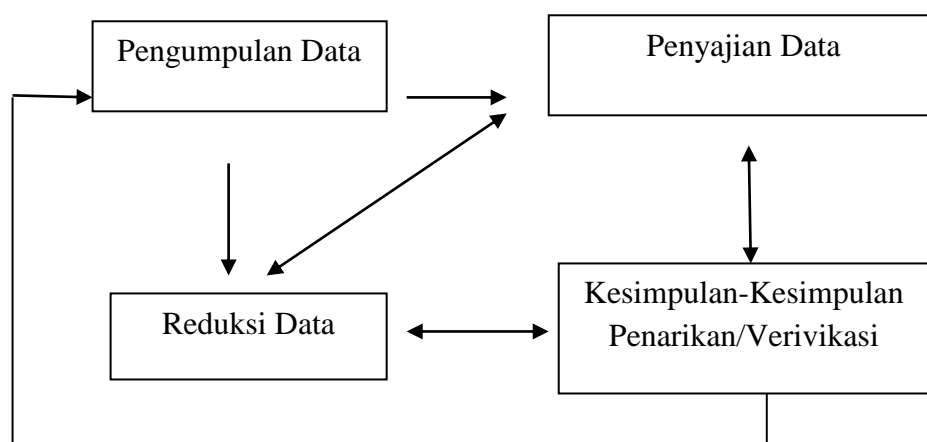 Pengumpulan Data
Penyajian Data
Reduksi Data
Kesimpulan-Kesimpulan
Penarikan/Verivikasi